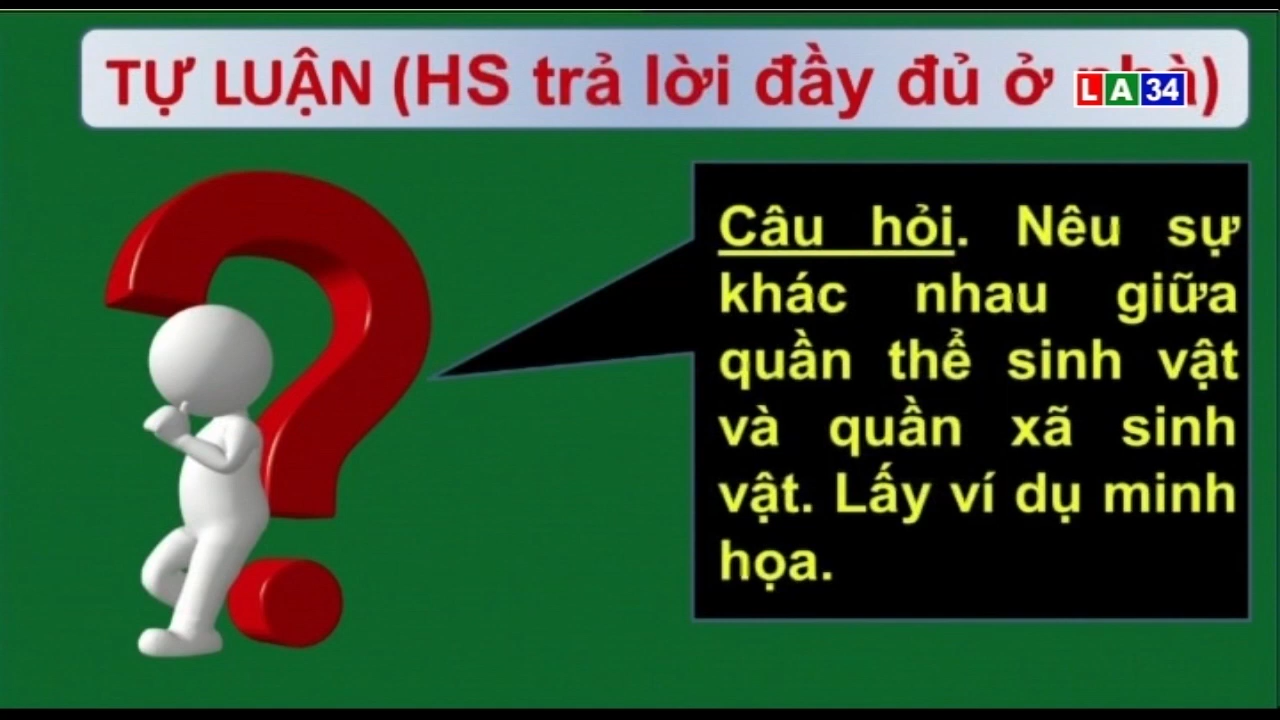 TỰ LUẬN (HS trả lời đầy đủ ở
LA34
Câu hỏi. Nêu sự
khác nhau giữa
quần thể sinh vật
và quần xã sinh
vật. Lấy ví dụ minh
họa.